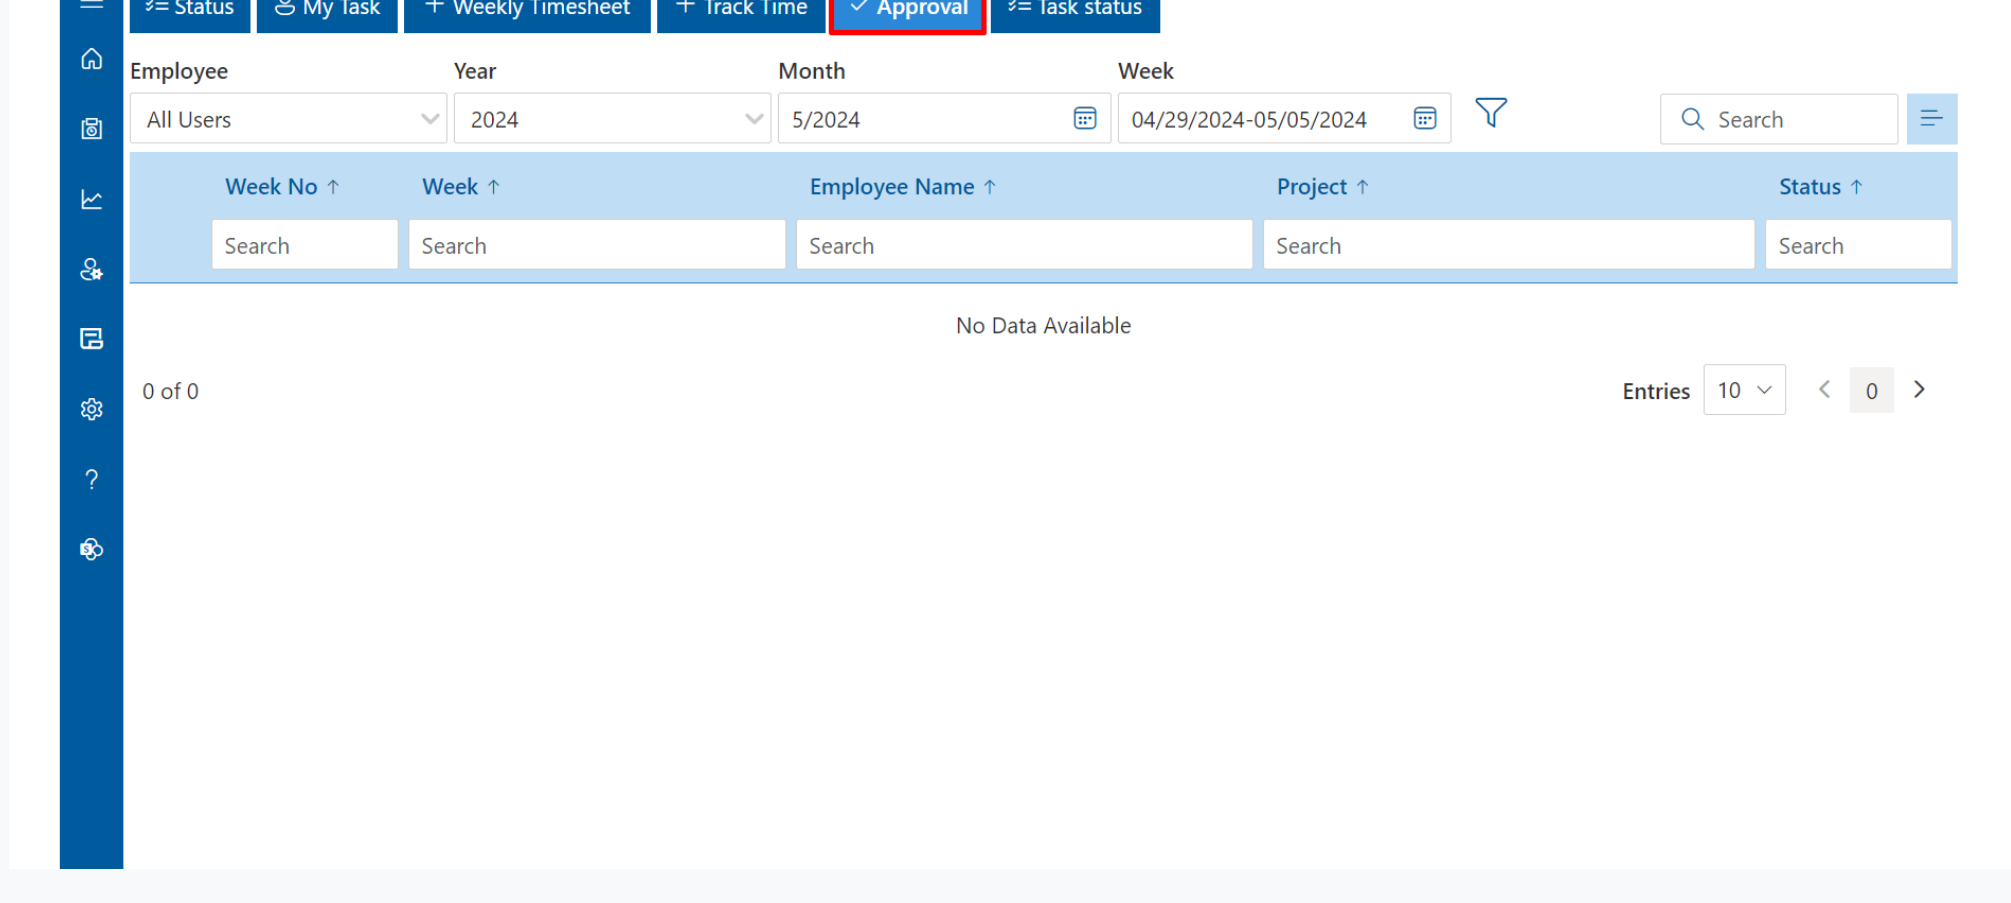 Status My Task + Weekly Timesheet + Track Time Approval Task status
Employee Year Month Week
All Users 2024 5/2024 04/29/2024-05/05/2024 Search
Week No ↑ Week ↑ Employee Name ↑ Project ↑ Status ↑
Search Search Search Search Search
No Data Available
0 of 0 Entries 10 0
?